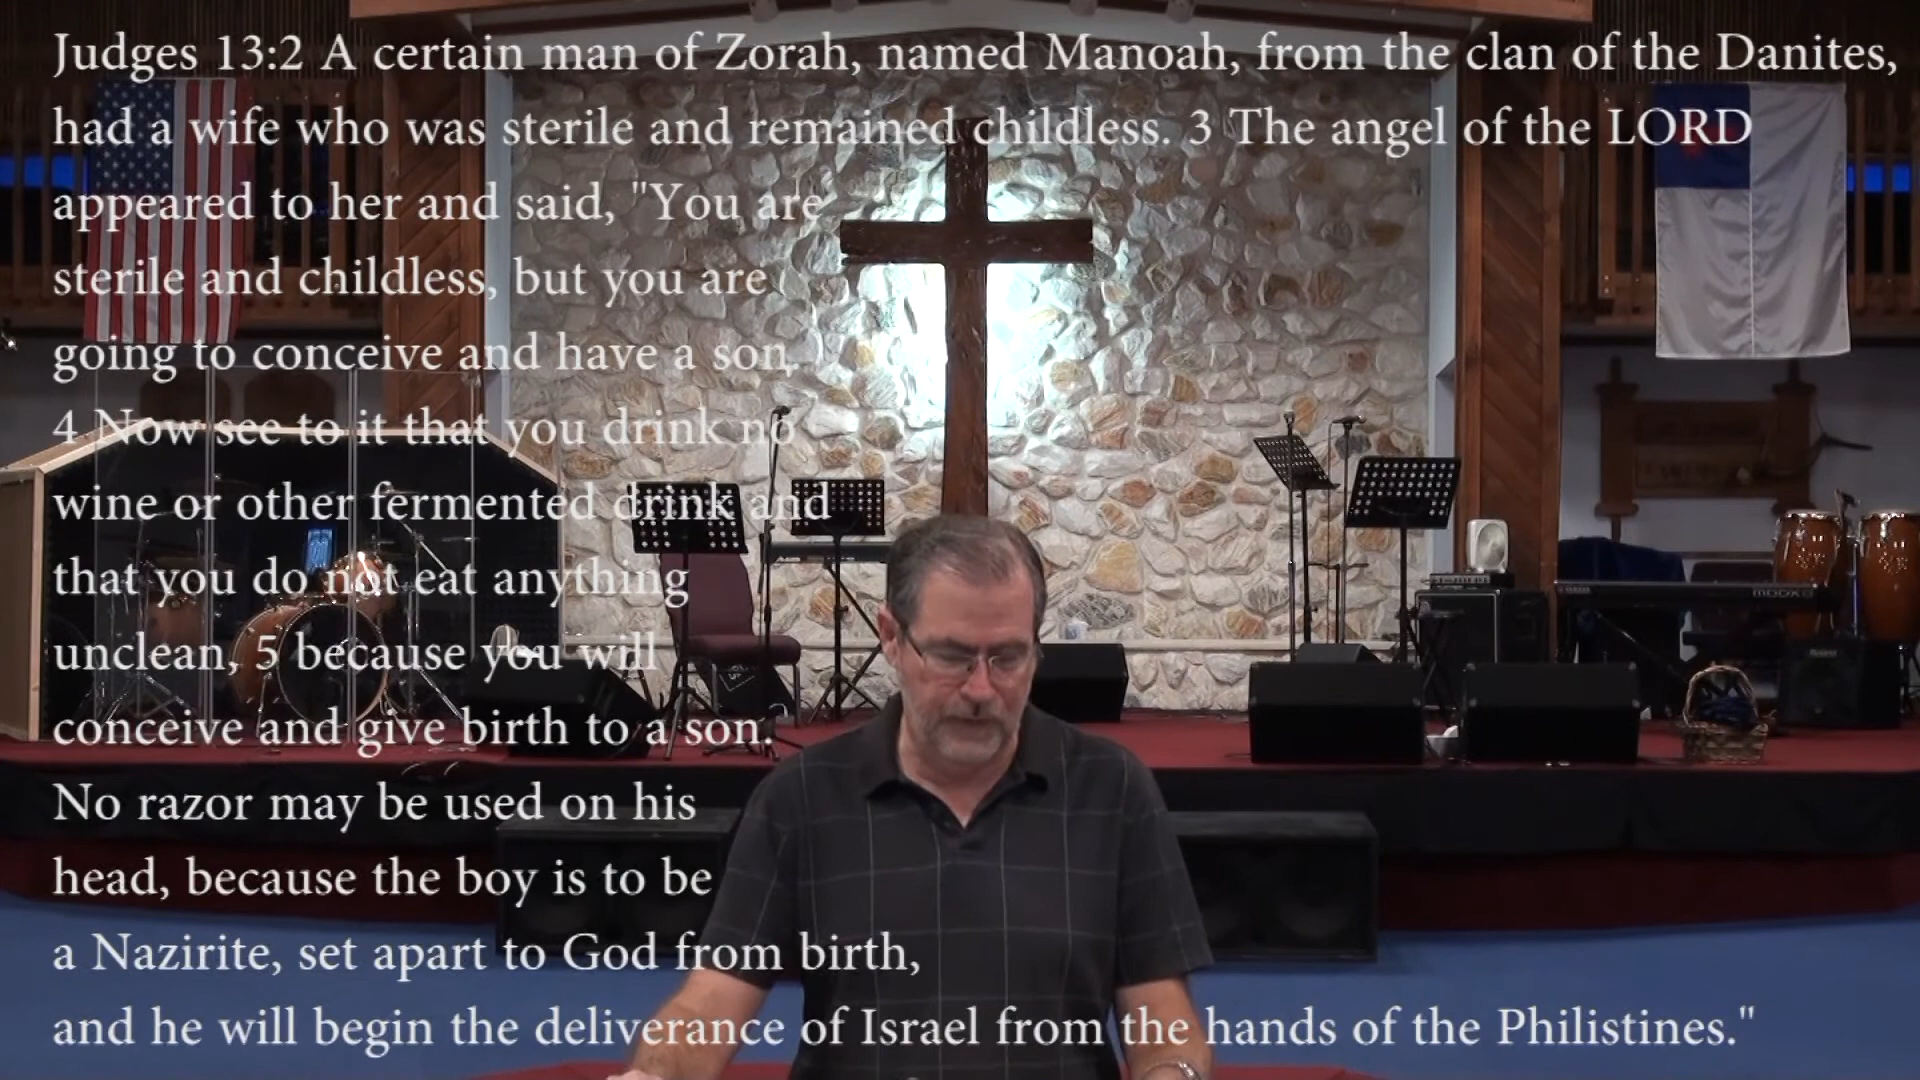 Judges 13:2 A certain man of Zorah, named Manoah, from the clan of the Danites,
had a wife who was sterile and remained childless. 3 The angel of the LORD
appeared to her and said, "You are
sterile and childless, but you are
going to conceive and have a son.
4 Now see to it that you drink no
wine or other fermented drink and
that you do not eat anything
unclean, 5 because you will
conceive and give birth to a son.
No razor may be used on his
head, because the boy is to be
a Nazirite, set apart to God from birth,
and he will begin the deliverance of Israel from the hands of the Philistines."
Roland